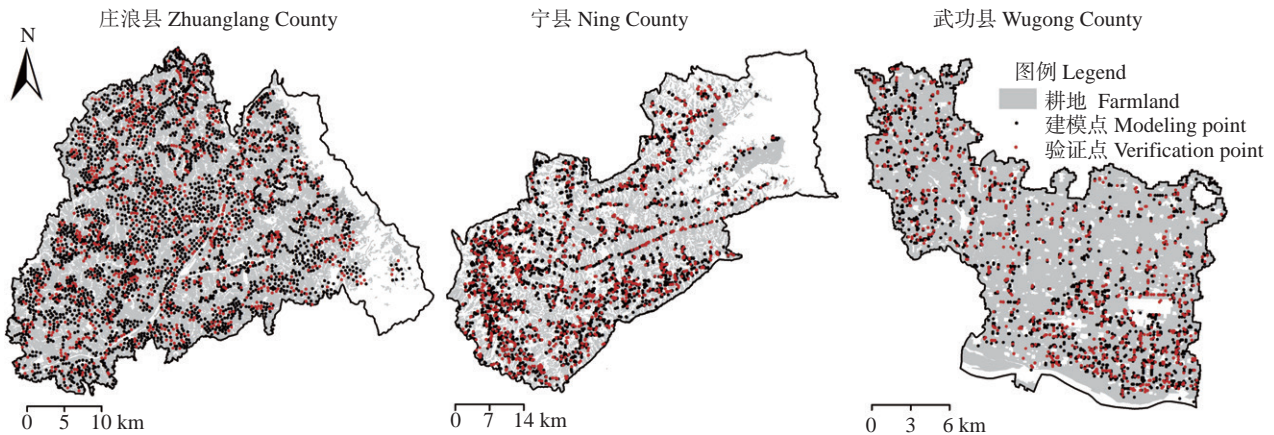 庄浪县 Zhuanglang County
宁县 Ning County
武功县 Wugong County
N
图例 Legend
耕地 Farmland
建模点 Modeling point
验证点 Verification point
0 5 10 km
0 7 14 km
0 3 6 km